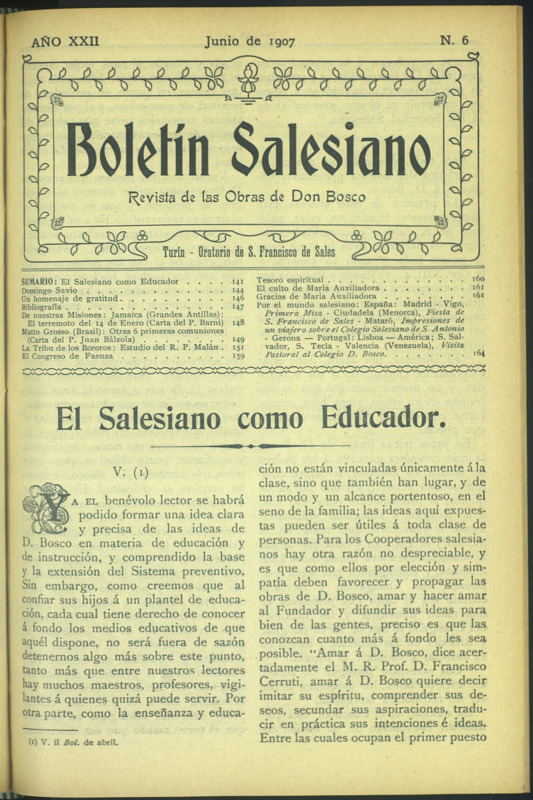 AÑO XXII Junio de 1907 N. 6
Boletín Salesiano
Revista de las Obras de Don Bosco
Turín - Oratorio de S. Francisco de Sales
SUMARIO: El Salesiano como Educador . . . . 141
Domingo Savio . . . . . . . . . . . . 144
Un homenaje de gratitud . . . . . . . . . 146
Bibliografía . . . . . . . . . . . . . 147
De nuestras Misiones: Jamaica (Grandes Antillas):
El terremoto del 14 de Enero (Carta del P. Barni) 148
Matto Grosso (Brasil): Otras 6 primeras comuniones
(Carta del P. Juan Bálzola) . . . . . . . . 149
La Tribu de los Bororos: Estudio del R. P. Malán . 151
El Congreso de Faenza . . . . . . . . . . 159
Tesoro espiritual . . . . . . . . . . . 160
El culto de María Auxiliadora . . . . . . . 161
Gracias de María Auxiliadora . . . . . . . 161
Por el mundo salesiano: España: Madrid - Vigo,
Primera Misa - Ciudadela (Menorca), Fiesta de
S. Francisco de Sales - Mataró, Impresiones de
un viajero sobre el Colegio Salesiano de S. Antonio
- Gerona — Portugal: Lisboa — América; S. Sal-
vador, S. Tecla - Valencia (Venezuela), Visita
Pastoral al Colegio D. Bosco. . . . . . . . 164
El Salesiano como Educador.
V. (1)
YA EL benévolo lector se habrá
podido formar una idea clara
y precisa de las ideas de
D. Bosco en materia de educación y
de instrucción, y comprendido la base
y la extensión del Sistema preventivo.
Sin embargo, como creemos que al
confiar sus hijos á un plantel de educa-
ción, cada cual tiene derecho de conocer
á fondo los medios educativos de que
aquél dispone, no será fuera de sazón
detenernos algo más sobre este punto,
tanto más que entre nuestros lectores
hay muchos maestros, profesores, vigi-
lantes á quienes quizá puede servir. Por
otra parte, como la enseñanza y educa-
(1) V. il Bol. de abril.
ción no están vinculadas únicamente á la
clase, sino que también han lugar, y de
un modo y un alcance portentoso, en el
seno de la familia; las ideas aquí expues-
tas pueden ser útiles á toda clase de
personas. Para los Cooperadores salesia-
nos hay otra razón no despreciable, y
es que como ellos por elección y sim-
patía deben favorecer y propagar las
obras de D. Bosco, amar y hacer amar
al Fundador y difundir sus ideas para
bien de las gentes, preciso es que las
conozcan cuanto más á fondo les sea
posible. “Amar á D. Bosco, dice acer-
tadamente el M. R. Prof. D. Francisco
Cerruti, amar á D. Bosco quiere decir
imitar su espíritu, comprender sus de-
seos, secundar sus aspiraciones, tradu-
cir en práctica sus intenciones é ideas.
Entre las cuales ocupan el primer puesto